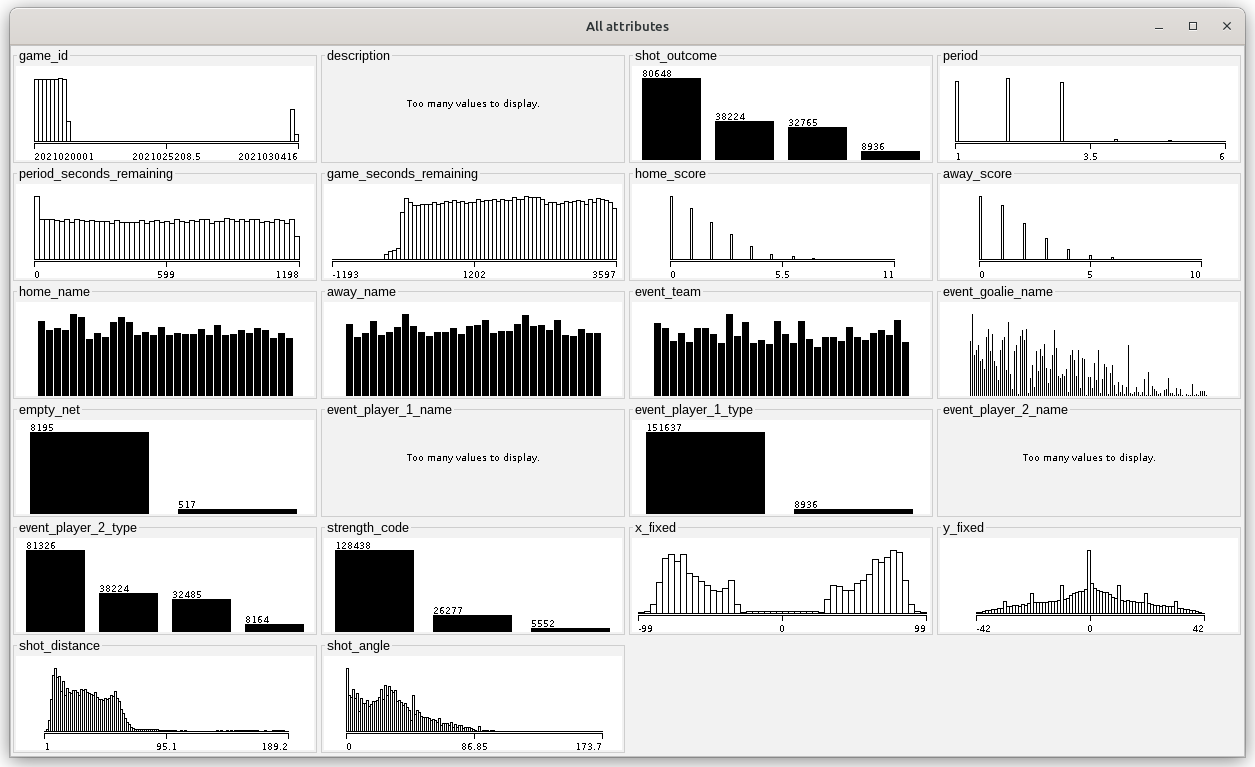 All attributes
game_id
2021020001 2021025208.5 2021030416
description
Too many values to display.
shot_outcome
80648
38224
32765
8936
period
1 3.5 6
period_seconds_remaining
0 599 1198
game_seconds_remaining
-1193 1202 3597
home_score
0 5.5 11
away_score
0 5 10
home_name
away_name
event_team
event_goalie_name
empty_net
8195
517
event_player_1_name
Too many values to display.
event_player_1_type
151637
8936
event_player_2_name
Too many values to display.
event_player_2_type
81326
38224
32485
8164
strength_code
128438
26277
5552
x_fixed
-99 0 99
y_fixed
-42 0 42
shot_distance
1 95.1 189.2
shot_angle
0 86.85 173.7